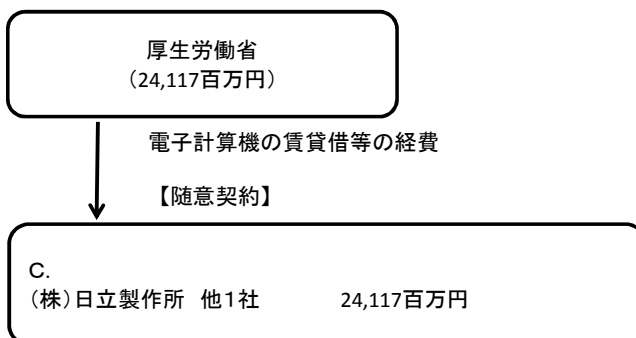 厚生労働省
（24,117百万円）
電子計算機の賃貸借等の経費
【随意契約】
C.
（株）日立製作所 他１社 24,117百万円